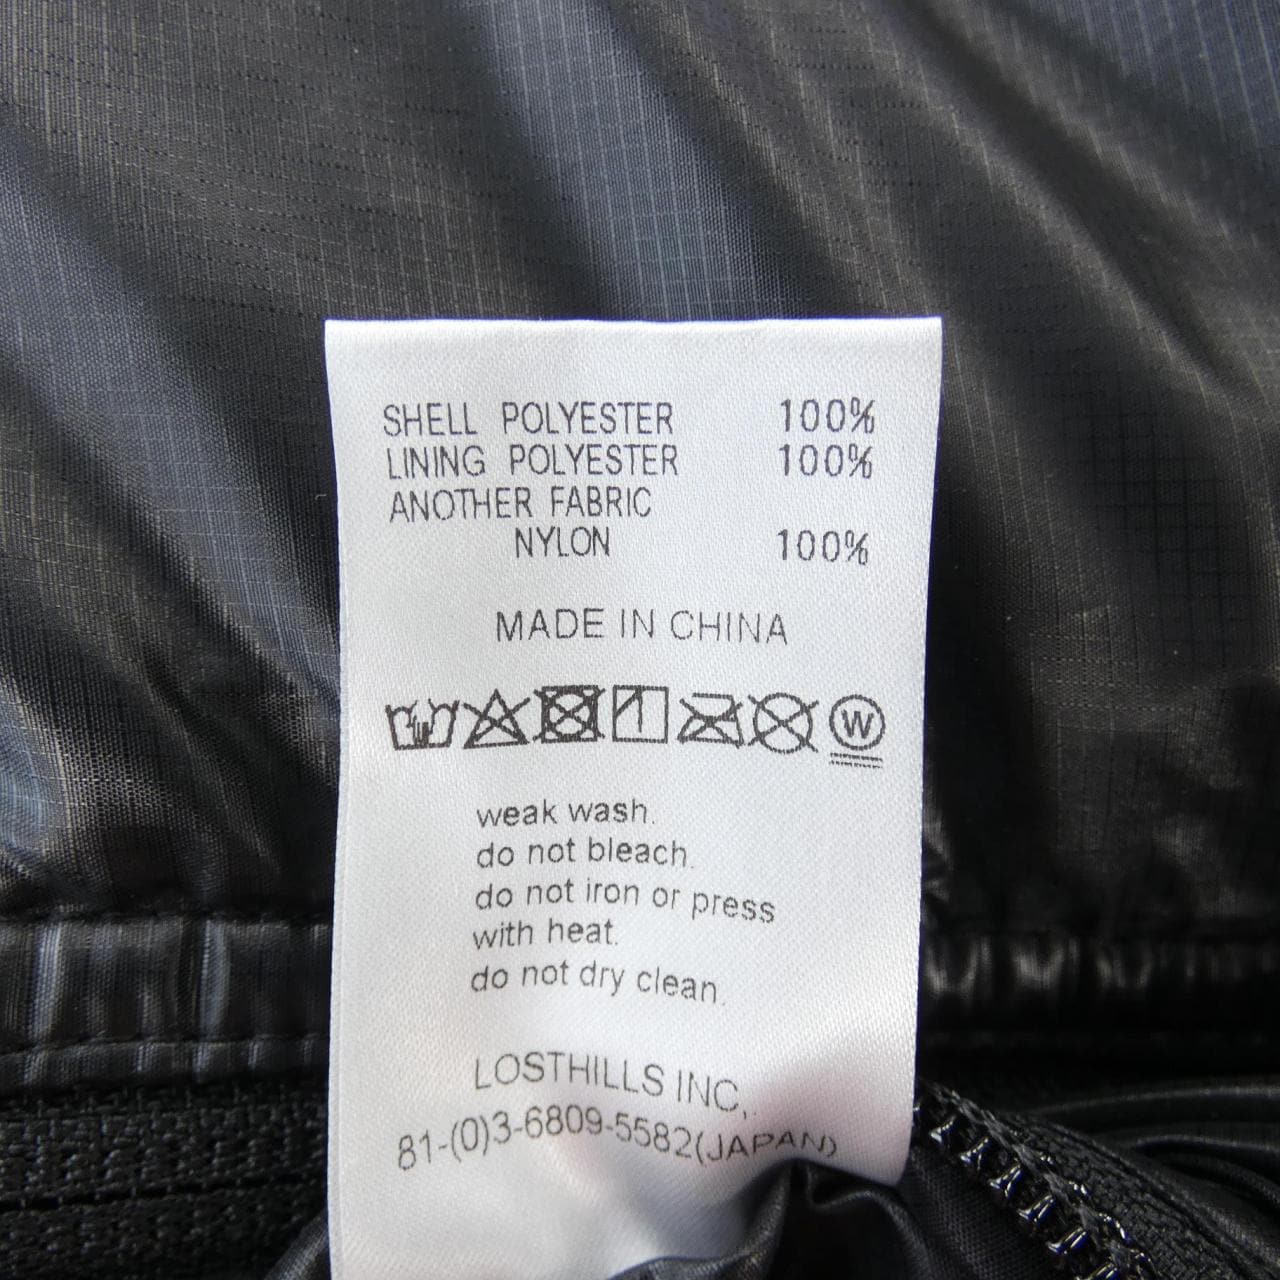 SHELL POLYESTER 100%
LINING POLYESTER 100%
ANOTHER FABRIC
NYLON 100%
MADE IN CHINA
W
weak wash.
do not bleach.
do not iron or press
with heat.
do not dry clean.
LOSTHILLS INC,.
81-(0)3-6809-5582(JAPAN)